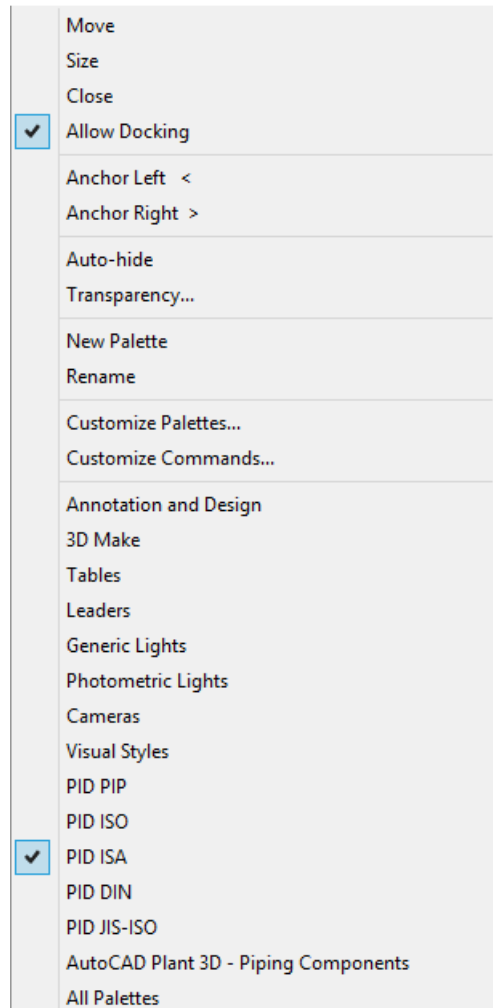 Move
Size
Close
Allow Docking
Anchor Left <
Anchor Right >
Auto-hide
Transparency...
New Palette
Rename
Customize Palettes...
Customize Commands...
Annotation and Design
3D Make
Tables
Leaders
Generic Lights
Photometric Lights
Cameras
Visual Styles
PID PIP
PID ISO
PID ISA
PID DIN
PID JIS-ISO
AutoCAD Plant 3D - Piping Components
All Palettes